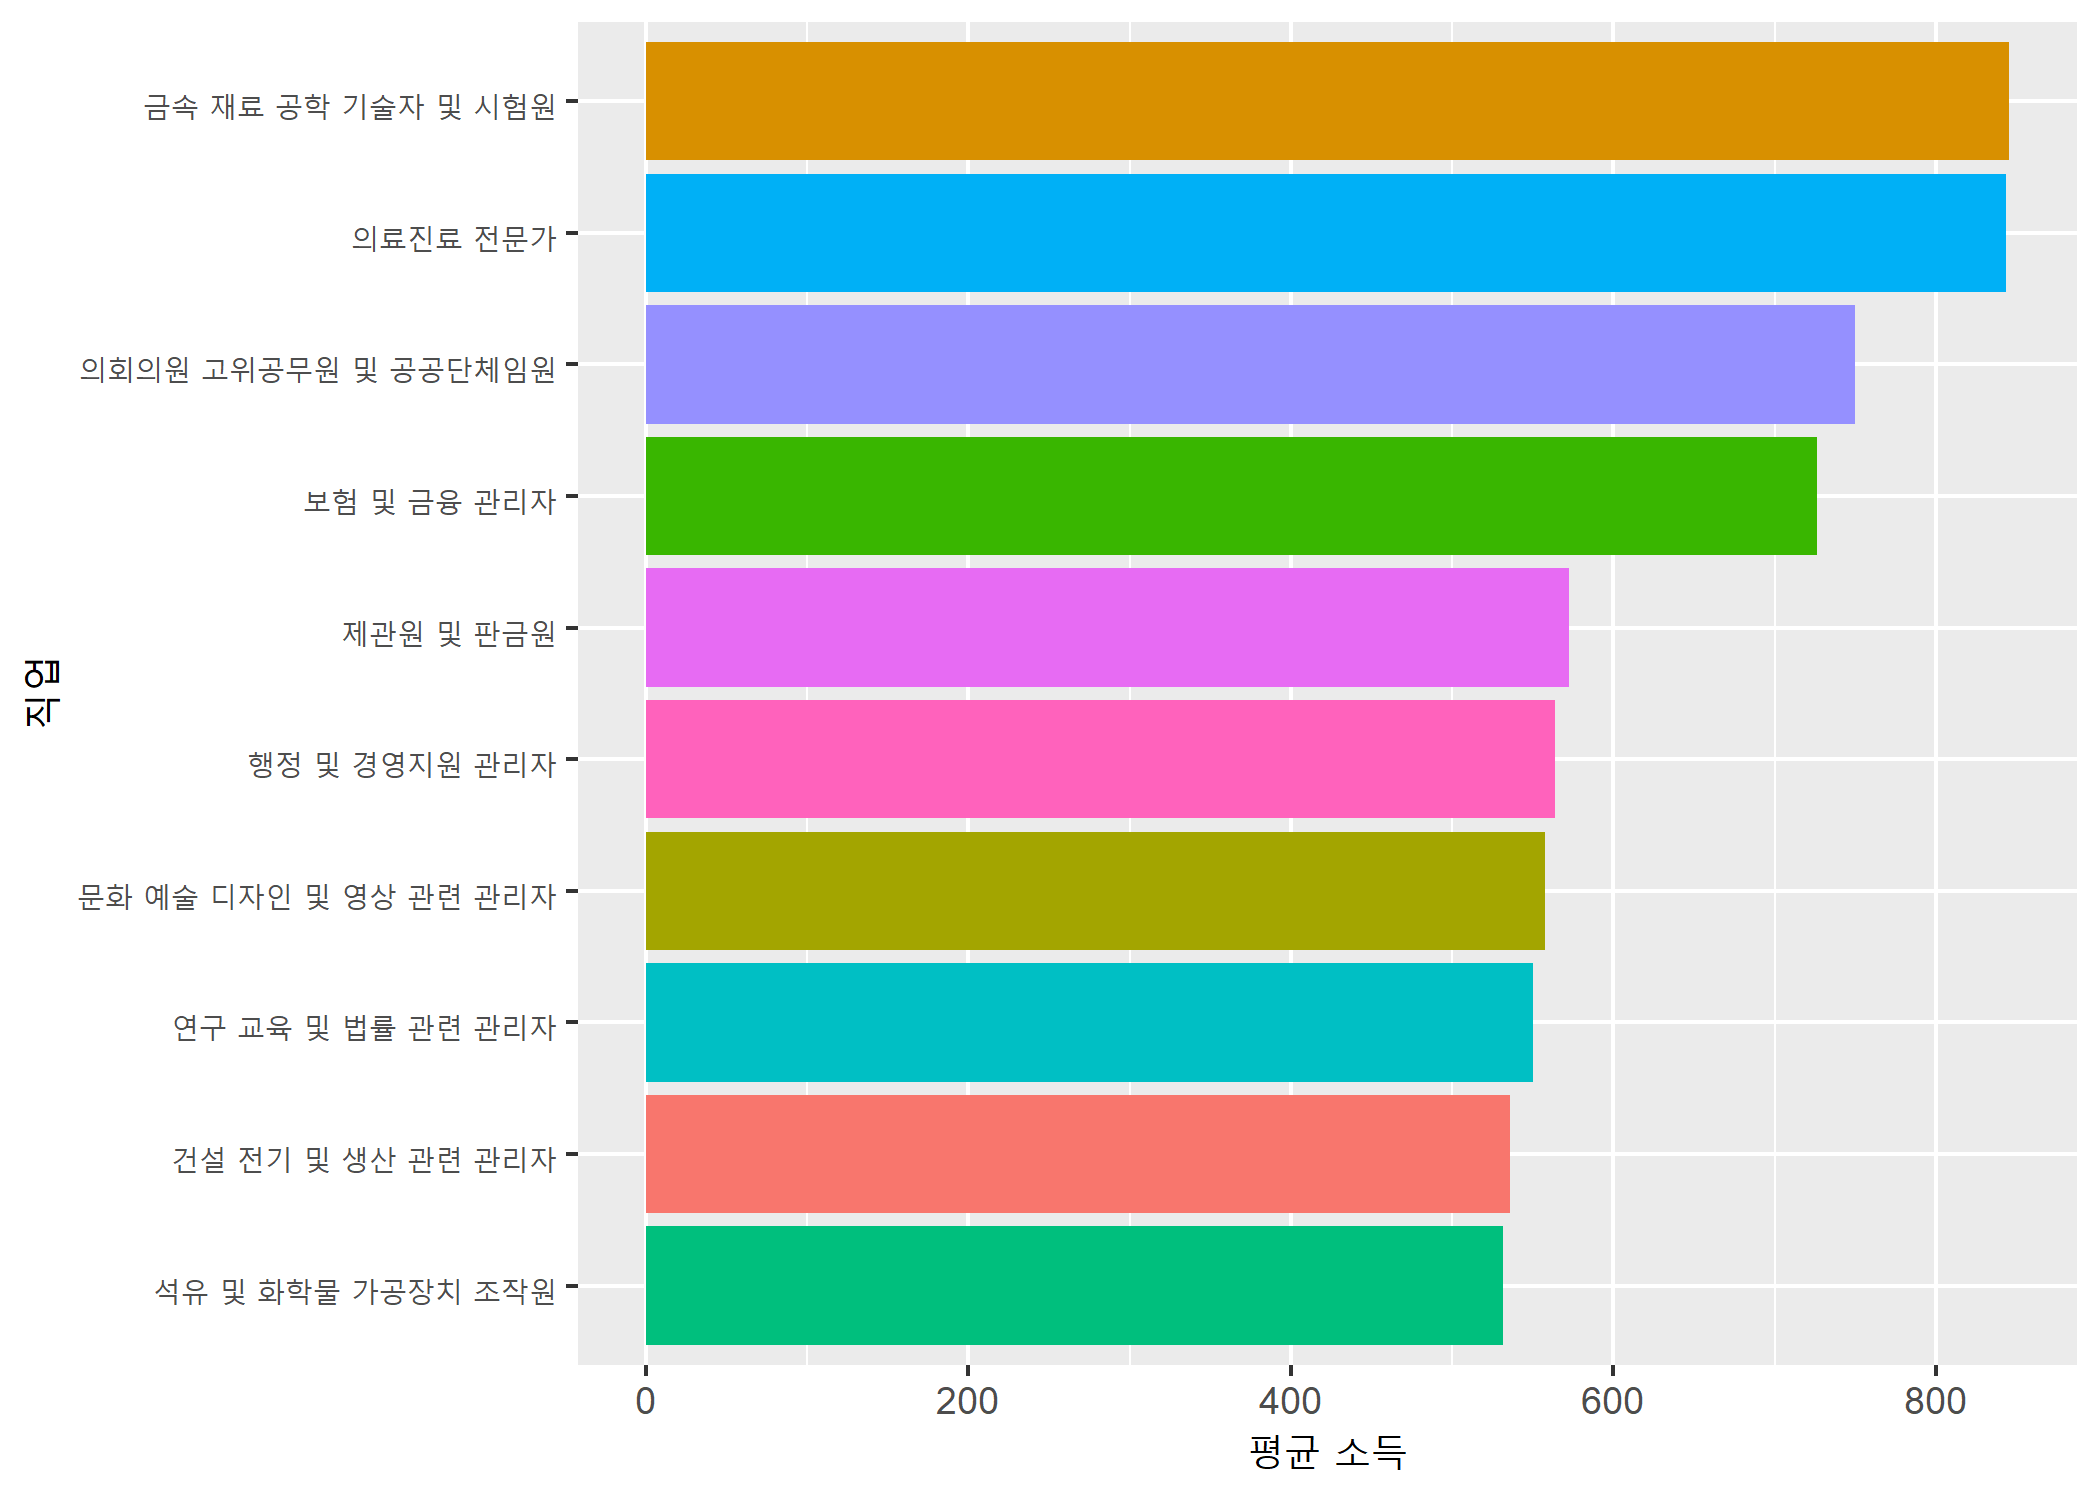 금속 재료 공학 기술자 및 시험원
의료진료 전문가
의회의원 고위공무원 및 공공단체임원
보험 및 금융 관리자
제관원 및 판금원
행정 및 경영지원 관리자
문화 예술 디자인 및 영상 관련 관리자
연구 교육 및 법률 관련 관리자
건설 전기 및 생산 관련 관리자
석유 및 화학물 가공장치 조작원
직업
0 200 400 600 800
평균 소득